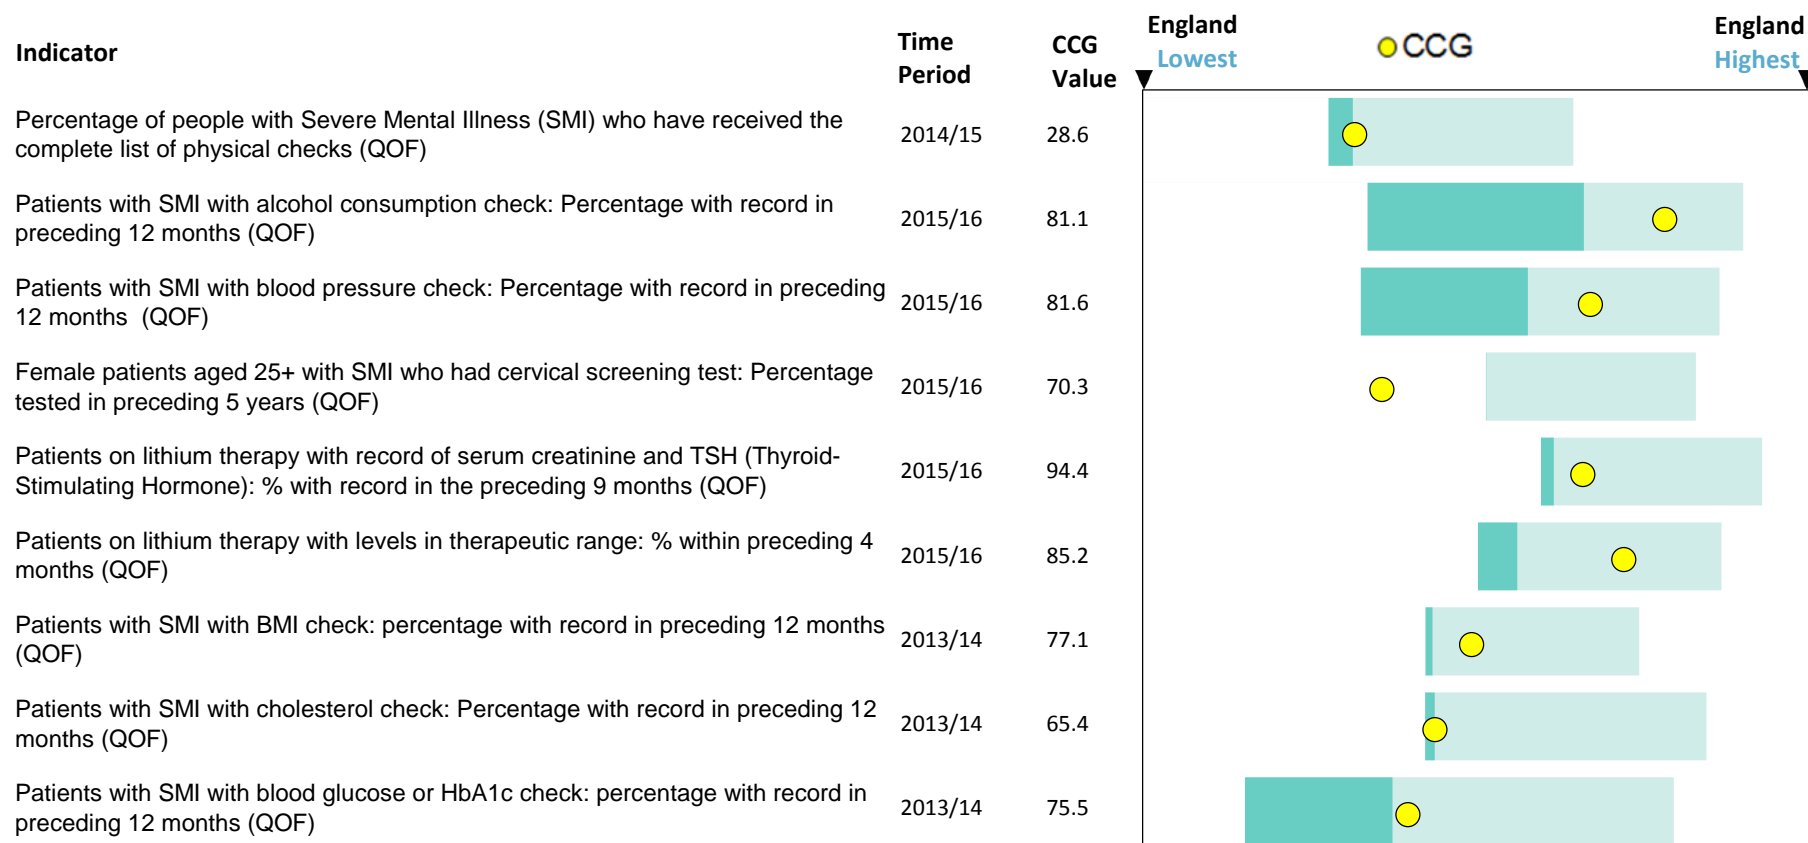 Indicator
Time Period
CCG Value
England Lowest
CCG
England Highest
Percentage of people with Severe Mental Illness (SMI) who have received the
complete list of physical checks (QOF)
2014/15
28.6
Patients with SMI with alcohol consumption check: Percentage with record in
preceding 12 months (QOF)
2015/16
81.1
Patients with SMI with blood pressure check: Percentage with record in preceding
12 months  (QOF)
2015/16
81.6
Female patients aged 25+ with SMI who had cervical screening test: Percentage
tested in preceding 5 years (QOF)
2015/16
70.3
Patients on lithium therapy with record of serum creatinine and TSH (Thyroid-
Stimulating Hormone): % with record in the preceding 9 months (QOF)
2015/16
94.4
Patients on lithium therapy with levels in therapeutic range: % within preceding 4
months (QOF)
2015/16
85.2
Patients with SMI with BMI check: percentage with record in preceding 12 months
(QOF)
2013/14
77.1
Patients with SMI with cholesterol check: Percentage with record in preceding 12
months (QOF)
2013/14
65.4
Patients with SMI with blood glucose or HbA1c check: percentage with record in
preceding 12 months (QOF)
2013/14
75.5